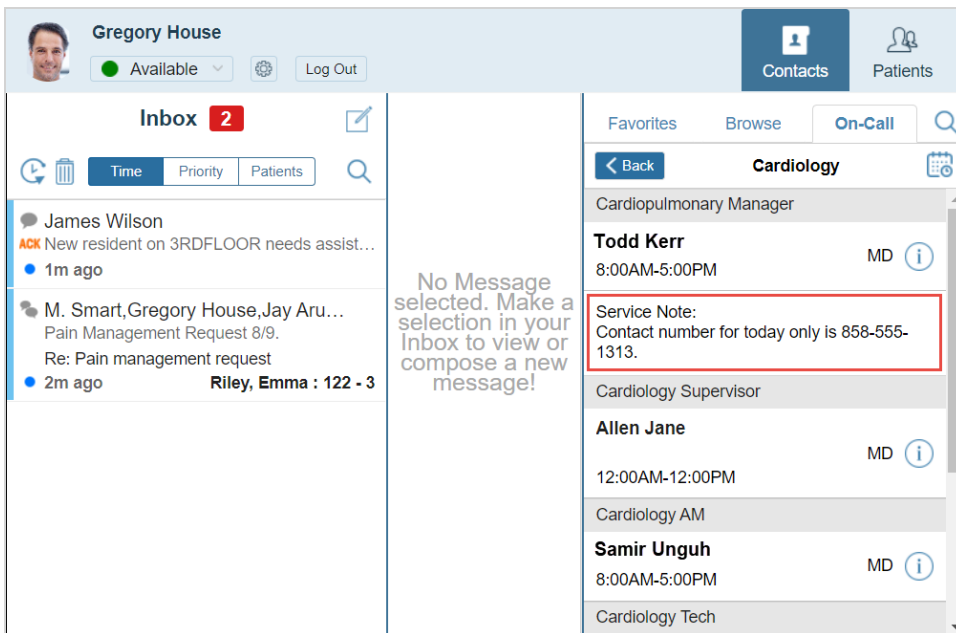 Gregory House
Available
Log Out
Contacts
Patients
Inbox 2
Time Priority Patients
James Wilson
ACK New resident on 3RDFLOOR needs assist...
1m ago
M. Smart,Gregory House,Jay Aru...
Pain Management Request 8/9.
Re: Pain management request
2m ago Riley, Emma : 122 - 3
No Message
selected. Make a
selection in your
Inbox to view or
compose a new
message!
Favorites Browse On-Call
Back Cardiology
Cardiopulmonary Manager
Todd Kerr
MD
8:00AM-5:00PM
Service Note:
Contact number for today only is 858-555-
1313.
Cardiology Supervisor
Allen Jane
MD
12:00AM-12:00PM
Cardiology AM
Samir Unguh
MD
8:00AM-5:00PM
Cardiology Tech